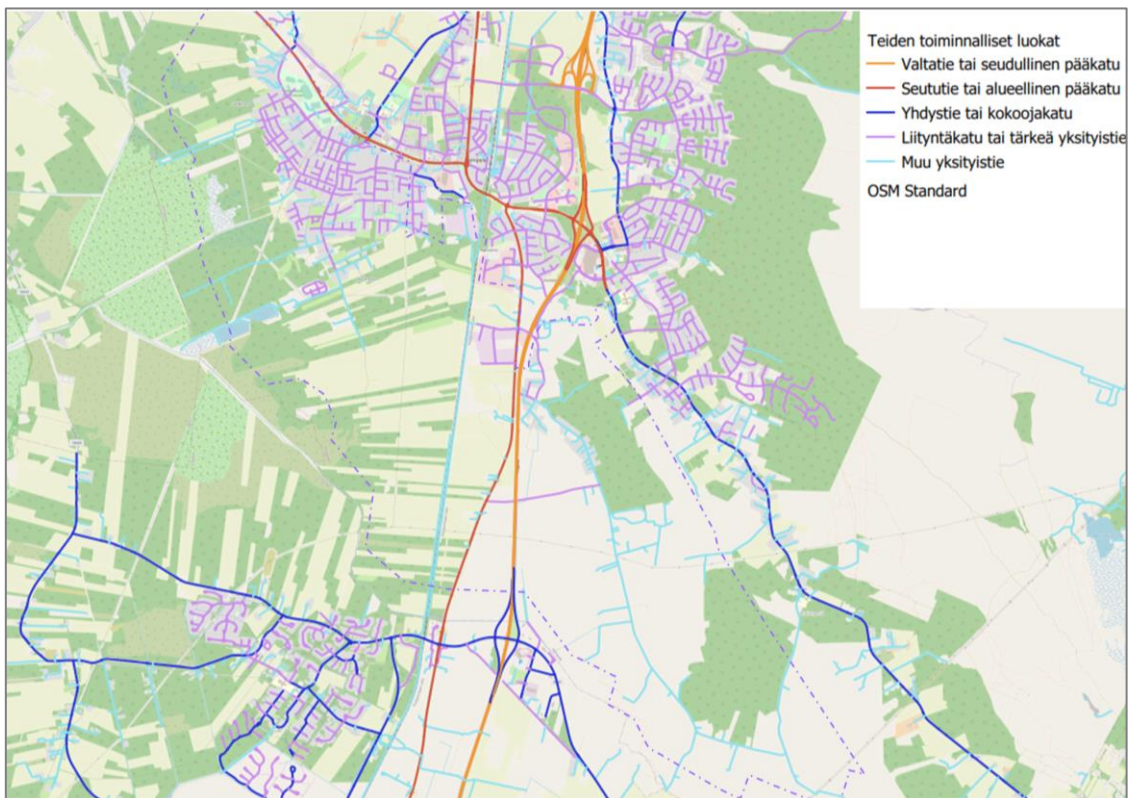 Teiden toiminnalliset luokat
Valtatie tai seudullinen pääkatu
Seututie tai alueellinen pääkatu
Yhdystie tai kokoojakatu
Liityntäkatu tai tärkeä yksityistie
Muu yksityistie
OSM Standard